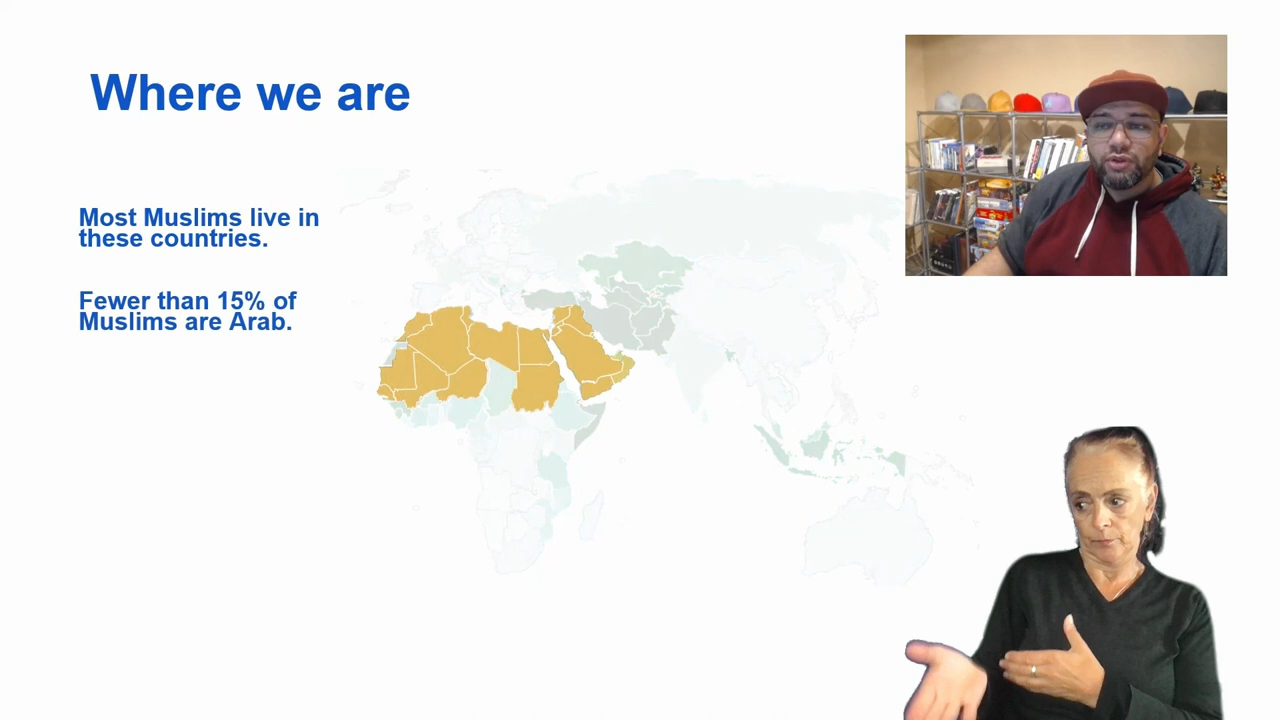 Where we are
Most Muslims live in
these countries.
Fewer than 15% of
Muslims are Arab.